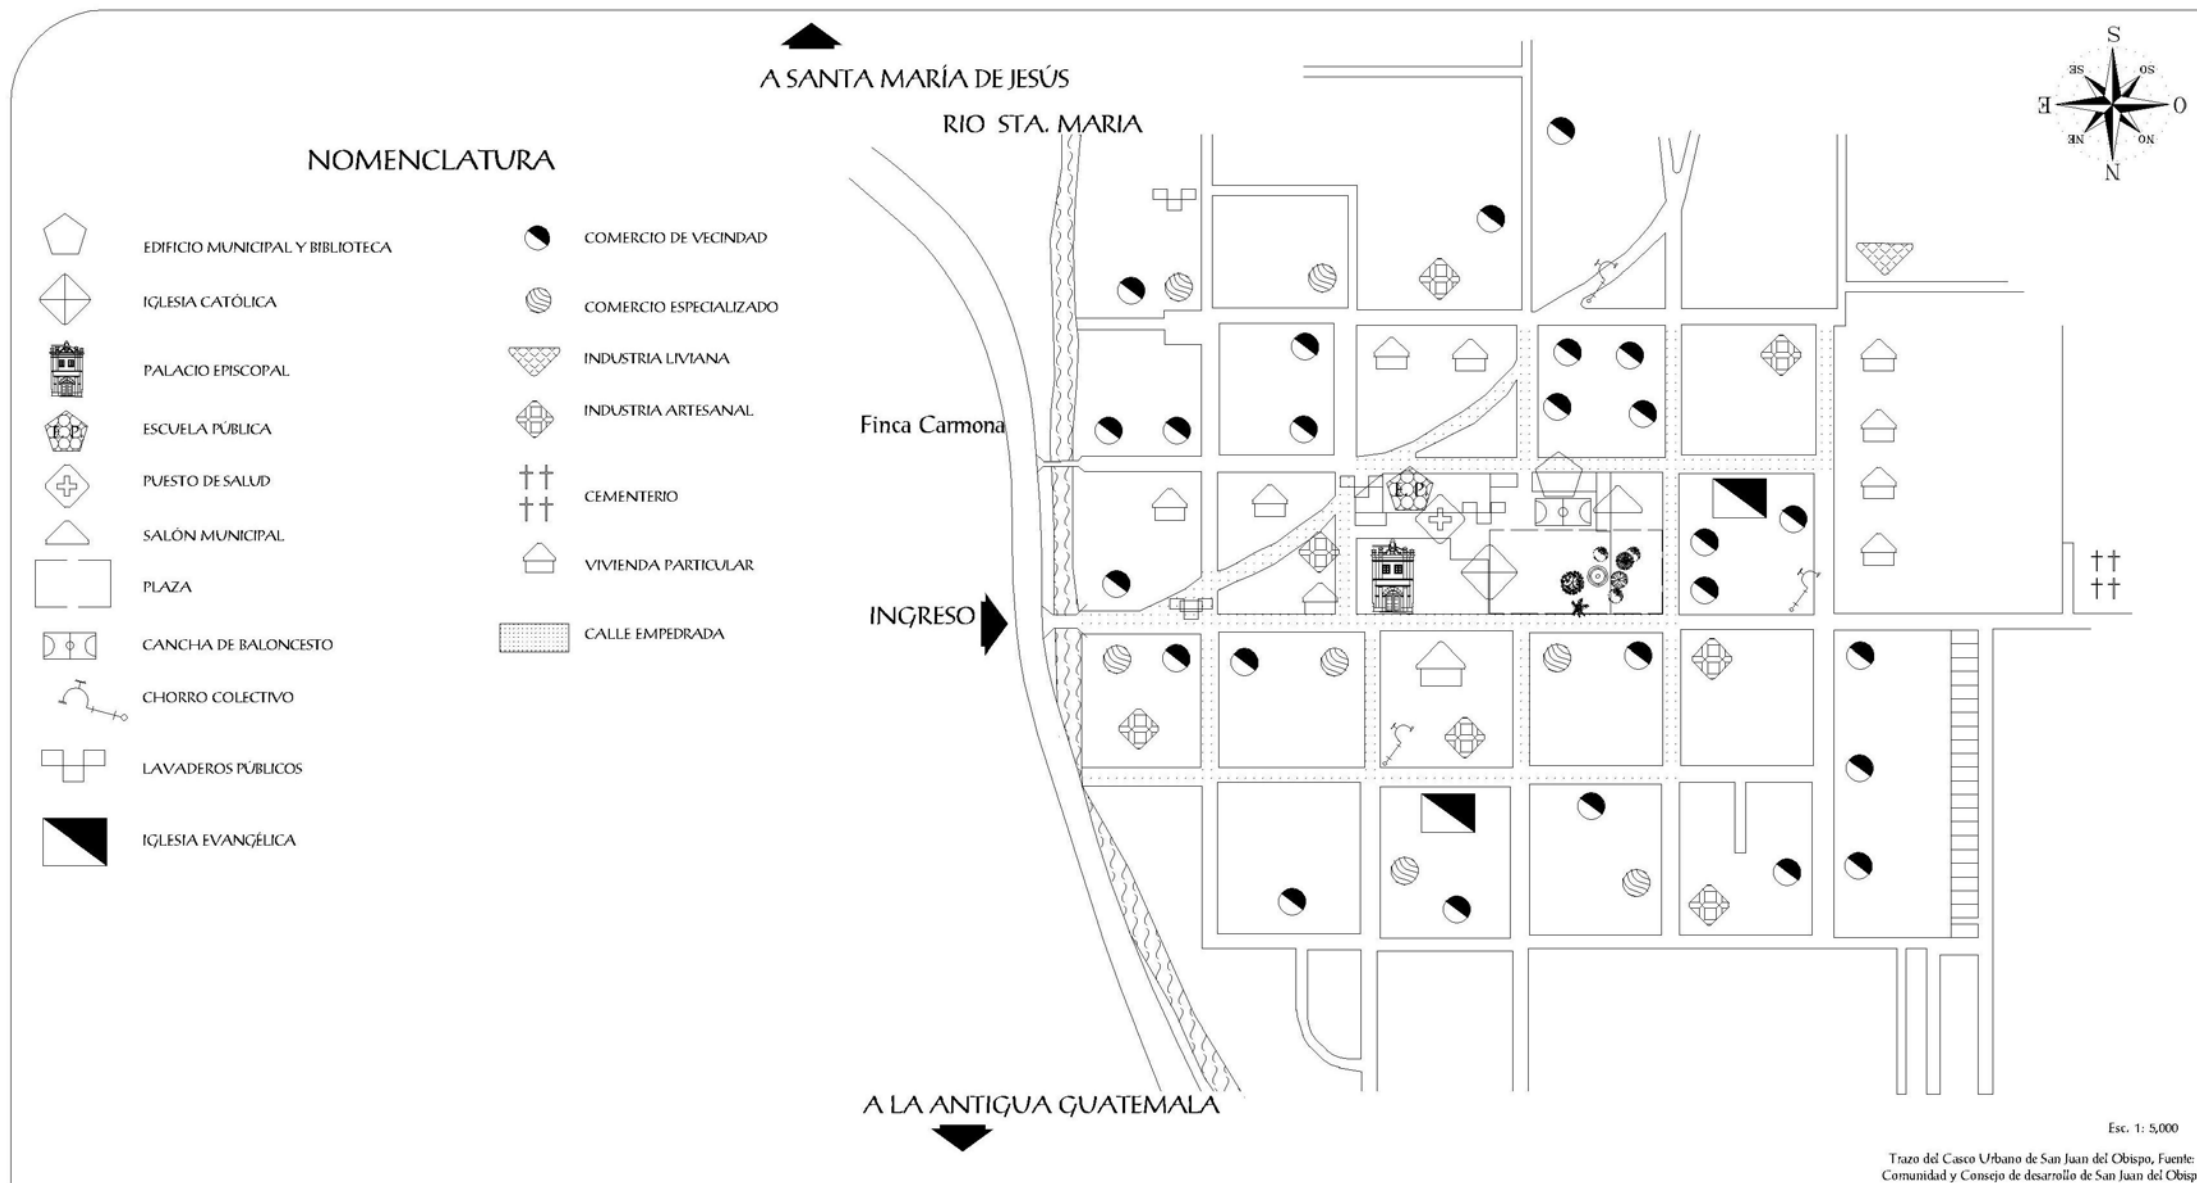 A SANTA MARÍA DE JESÚS
RIO STA. MARIA
S
SE
SO
E
O
NE
NO
N
NOMENCLATURA
EDIFICIO MUNICIPAL Y BIBLIOTECA
IGLESIA CATÓLICA
PALACIO EPISCOPAL
E. P.
ESCUELA PÚBLICA
PUESTO DE SALUD
SALÓN MUNICIPAL
PLAZA
CANCHA DE BALONCESTO
CHORRO COLECTIVO
LAVADEROS PÚBLICOS
IGLESIA EVANGÉLICA
COMERCIO DE VECINDAD
COMERCIO ESPECIALIZADO
INDUSTRIA LIVIANA
INDUSTRIA ARTESANAL
CEMENTERIO
VIVIENDA PARTICULAR
CALLE EMPEDRADA
Finca Carmona
E. P.
INGRESO
A LA ANTIGUA GUATEMALA
Esc. 1: 5,000
Trazo del Casco Urbano de San Juan del Obispo, Fuente:
Comunidad y Consejo de desarrollo de San Juan del Obisp